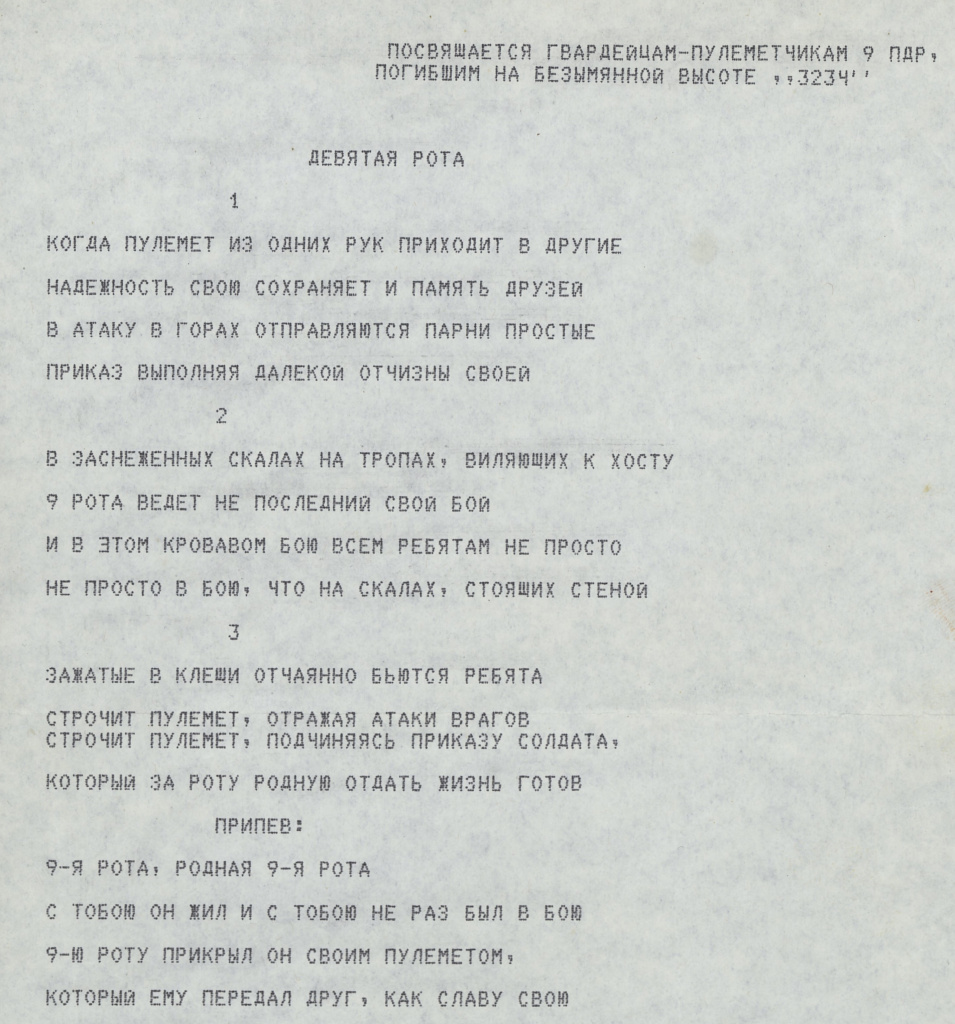 ПОСВЯЩАЕТСЯ ГВАРДЕЙЦАМ-ПУЛЕМЕТЧИКАМ 9 ПДР,
ПОГИБШИМ НА БЕЗЫМЯННОЙ ВЫСОТЕ ,,3234''
ДЕВЯТАЯ РОТА
1
КОГДА ПУЛЕМЕТ ИЗ ОДНИХ РУК ПРИХОДИТ В ДРУГИЕ
НАДЕЖНОСТЬ СВОЮ СОХРАНЯЕТ И ПАМЯТЬ ДРУЗЕЙ
В АТАКУ В ГОРАХ ОТПРАВЛЯЮТСЯ ПАРНИ ПРОСТЫЕ
ПРИКАЗ ВЫПОЛНЯЯ ДАЛЕКОЙ ОТЧИЗНЫ СВОЕЙ
2
В ЗАСНЕЖЕННЫХ СКАЛАХ НА ТРОПАХ, ВИЛЯЮЩИХ К ХОСТУ
9 РОТА ВЕДЕТ НЕ ПОСЛЕДНИЙ СВОЙ БОЙ
И В ЭТОМ КРОВАВОМ БОЮ ВСЕМ РЕБЯТАМ НЕ ПРОСТО
НЕ ПРОСТО В БОЮ, ЧТО НА СКАЛАХ, СТОЯЩИХ СТЕНОЙ
3
ЗАЖАТЫЕ В КЛЕЩИ ОТЧАЯННО БЬЮТСЯ РЕБЯТА
СТРОЧИТ ПУЛЕМЕТ, ОТРАЖАЯ АТАКИ ВРАГОВ
СТРОЧИТ ПУЛЕМЕТ, ПОДЧИНЯЯСЬ ПРИКАЗУ СОЛДАТА,
КОТОРЫЙ ЗА РОТУ РОДНУЮ ОТДАТЬ ЖИЗНЬ ГОТОВ
ПРИПЕВ:
9-Я РОТА, РОДНАЯ 9-Я РОТА
С ТОБОЮ ОН ЖИЛ И С ТОБОЮ НЕ РАЗ БЫЛ В БОЮ
9-Ю РОТУ ПРИКРЫЛ ОН СВОИМ ПУЛЕМЕТОМ,
КОТОРЫЙ ЕМУ ПЕРЕДАЛ ДРУГ, КАК СЛАВУ СВОЮ